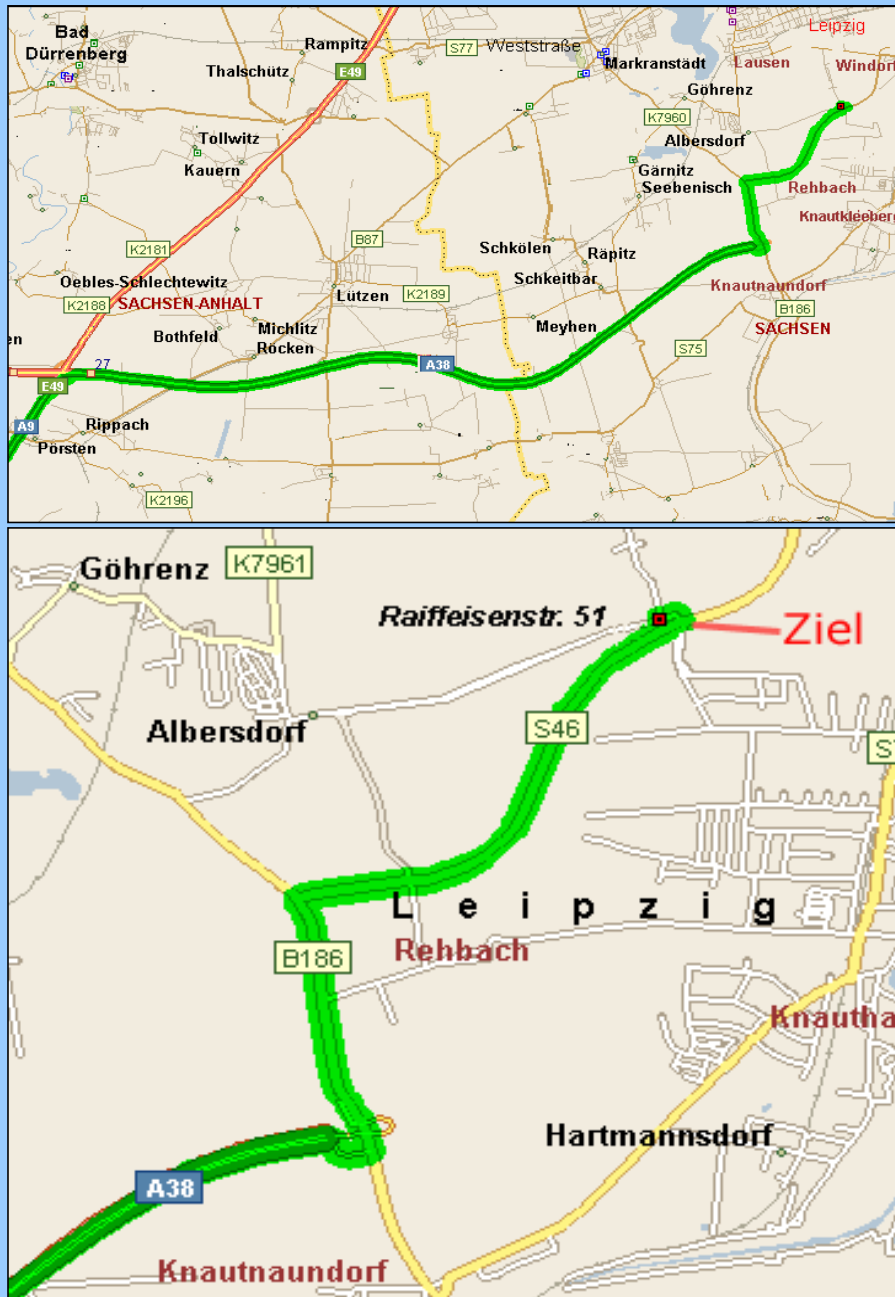 Bad
Dürrenberg
Rampitz
Thalschütz
E49
S77
Weststraße
Markranstädt
Leipzig
Lausen
Windorf
Göhrenz
K7960
Albersdorf
Tollwitz
Kauern
Gärnitz
Seebenisch
Rehbach
Knautkleeberg
K2181
B87
Schkölen
Räpitz
Schkeitbar
Oebles-Schlechtewitz
K2188
SACHSEN-ANHALT
Lützen
K2189
Knautnaundorf
B186
SACHSEN
Michlitz
Bothfeld
Röcken
Meyhen
en
27
A38
S75
E49
A9
Rippach
Pörsten
K2196
Göhrenz
K7961
Raiffeisenstr. 51
Ziel
Albersdorf
S46
Leipzig
Rehbach
B186
Knautha
Hartmannsdorf
A38
Knautnaundorf